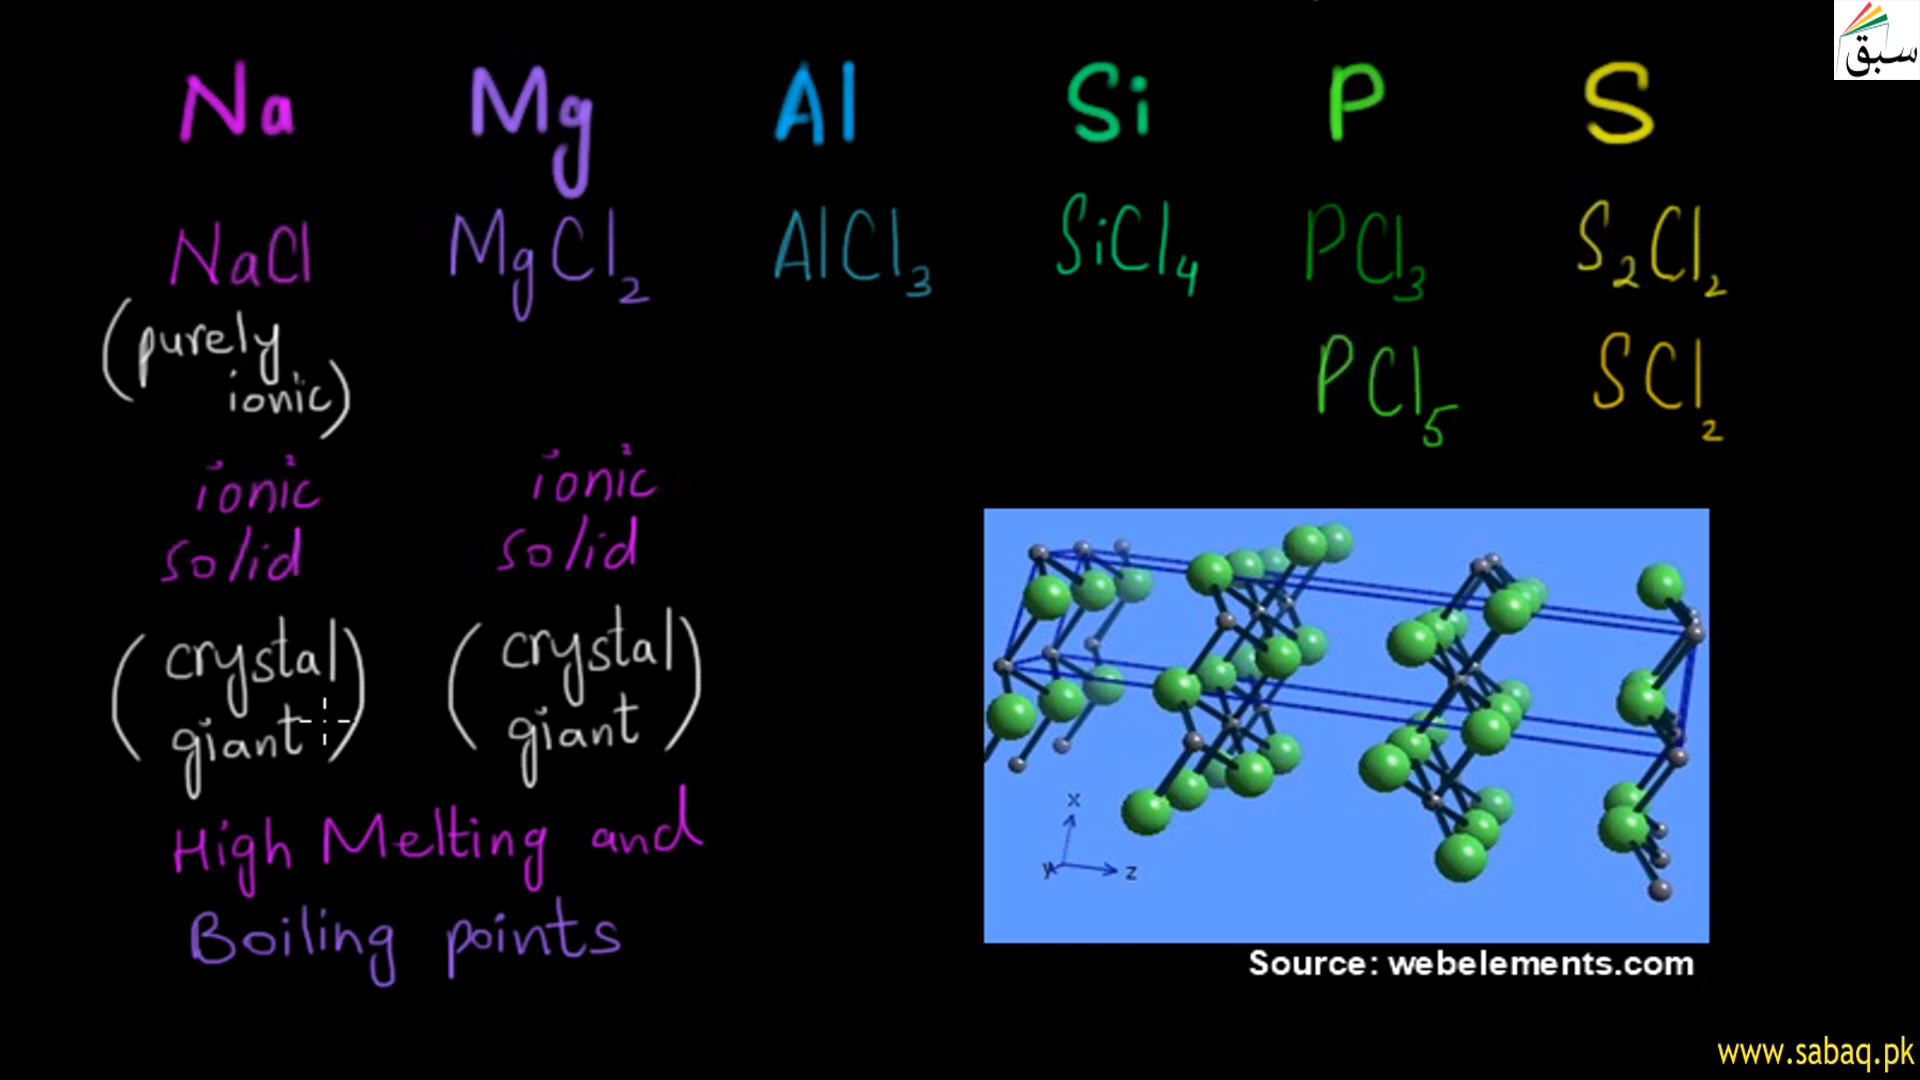 سبق
Na Mg Al Si P S
NaCl MgCl₂ AlCl₃ SiCl₄ PCl₃ S₂Cl₂
(purely
ionic)
PCl₅ SCl₂
ionic
solid
(crystal
giant)
ionic
solid
(crystal
giant)
High Melting and
Boiling points
x
y z
Source: webelements.com
www.sabaq.pk